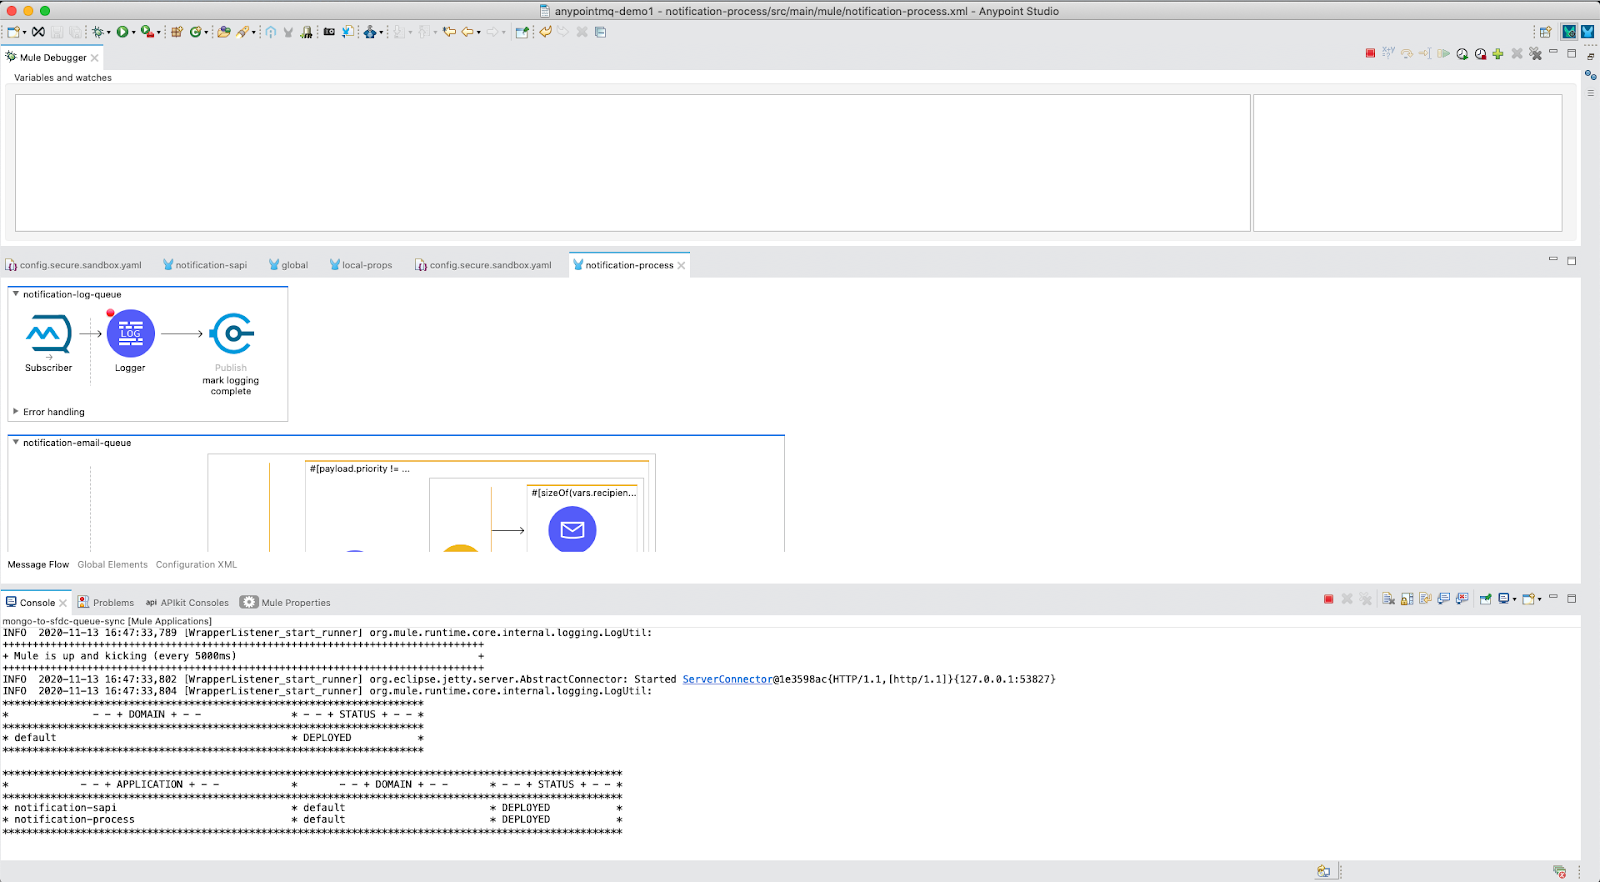 anypointmq-demo1 - notification-process/src/main/mule/notification-process.xml - Anypoint Studio
Mule Debugger
Variables and watches
config.secure.sandbox.yaml notification-sapi global local-props config.secure.sandbox.yaml notification-process
notification-log-queue
LOG
Subscriber Logger Publish
mark logging
complete
Error handling
notification-email-queue
#[payload.priority != ...
#[sizeOf(vars.recipien...
Message Flow Global Elements Configuration XML
Console Problems api APIkit Consoles Mule Properties
mongo-to-sfdc-queue-sync [Mule Applications]
INFO 2020-11-13 16:47:33,789 [WrapperListener_start_runner] org.mule.runtime.core.internal.logging.LogUtil:
++++++++++++++++++++++++++++++++++++++++++++++++++++++++++++++++++++++++++++++++
+ Mule is up and kicking (every 5000ms) +
++++++++++++++++++++++++++++++++++++++++++++++++++++++++++++++++++++++++++++++++
INFO 2020-11-13 16:47:33,802 [WrapperListener_start_runner] org.eclipse.jetty.server.AbstractConnector: Started ServerConnector@1e3598ac{HTTP/1.1,[http/1.1]}{127.0.0.1:53827}
INFO 2020-11-13 16:47:33,804 [WrapperListener_start_runner] org.mule.runtime.core.internal.logging.LogUtil:
**********************************************************************
* - - + DOMAIN + - - * - - + STATUS + - - *
**********************************************************************
* default * DEPLOYED *
**********************************************************************
*******************************************************************************************************
* - - + APPLICATION + - - * - - + DOMAIN + - - * - - + STATUS + - - *
*******************************************************************************************************
* notification-sapi * default * DEPLOYED *
* notification-process * default * DEPLOYED *
*******************************************************************************************************